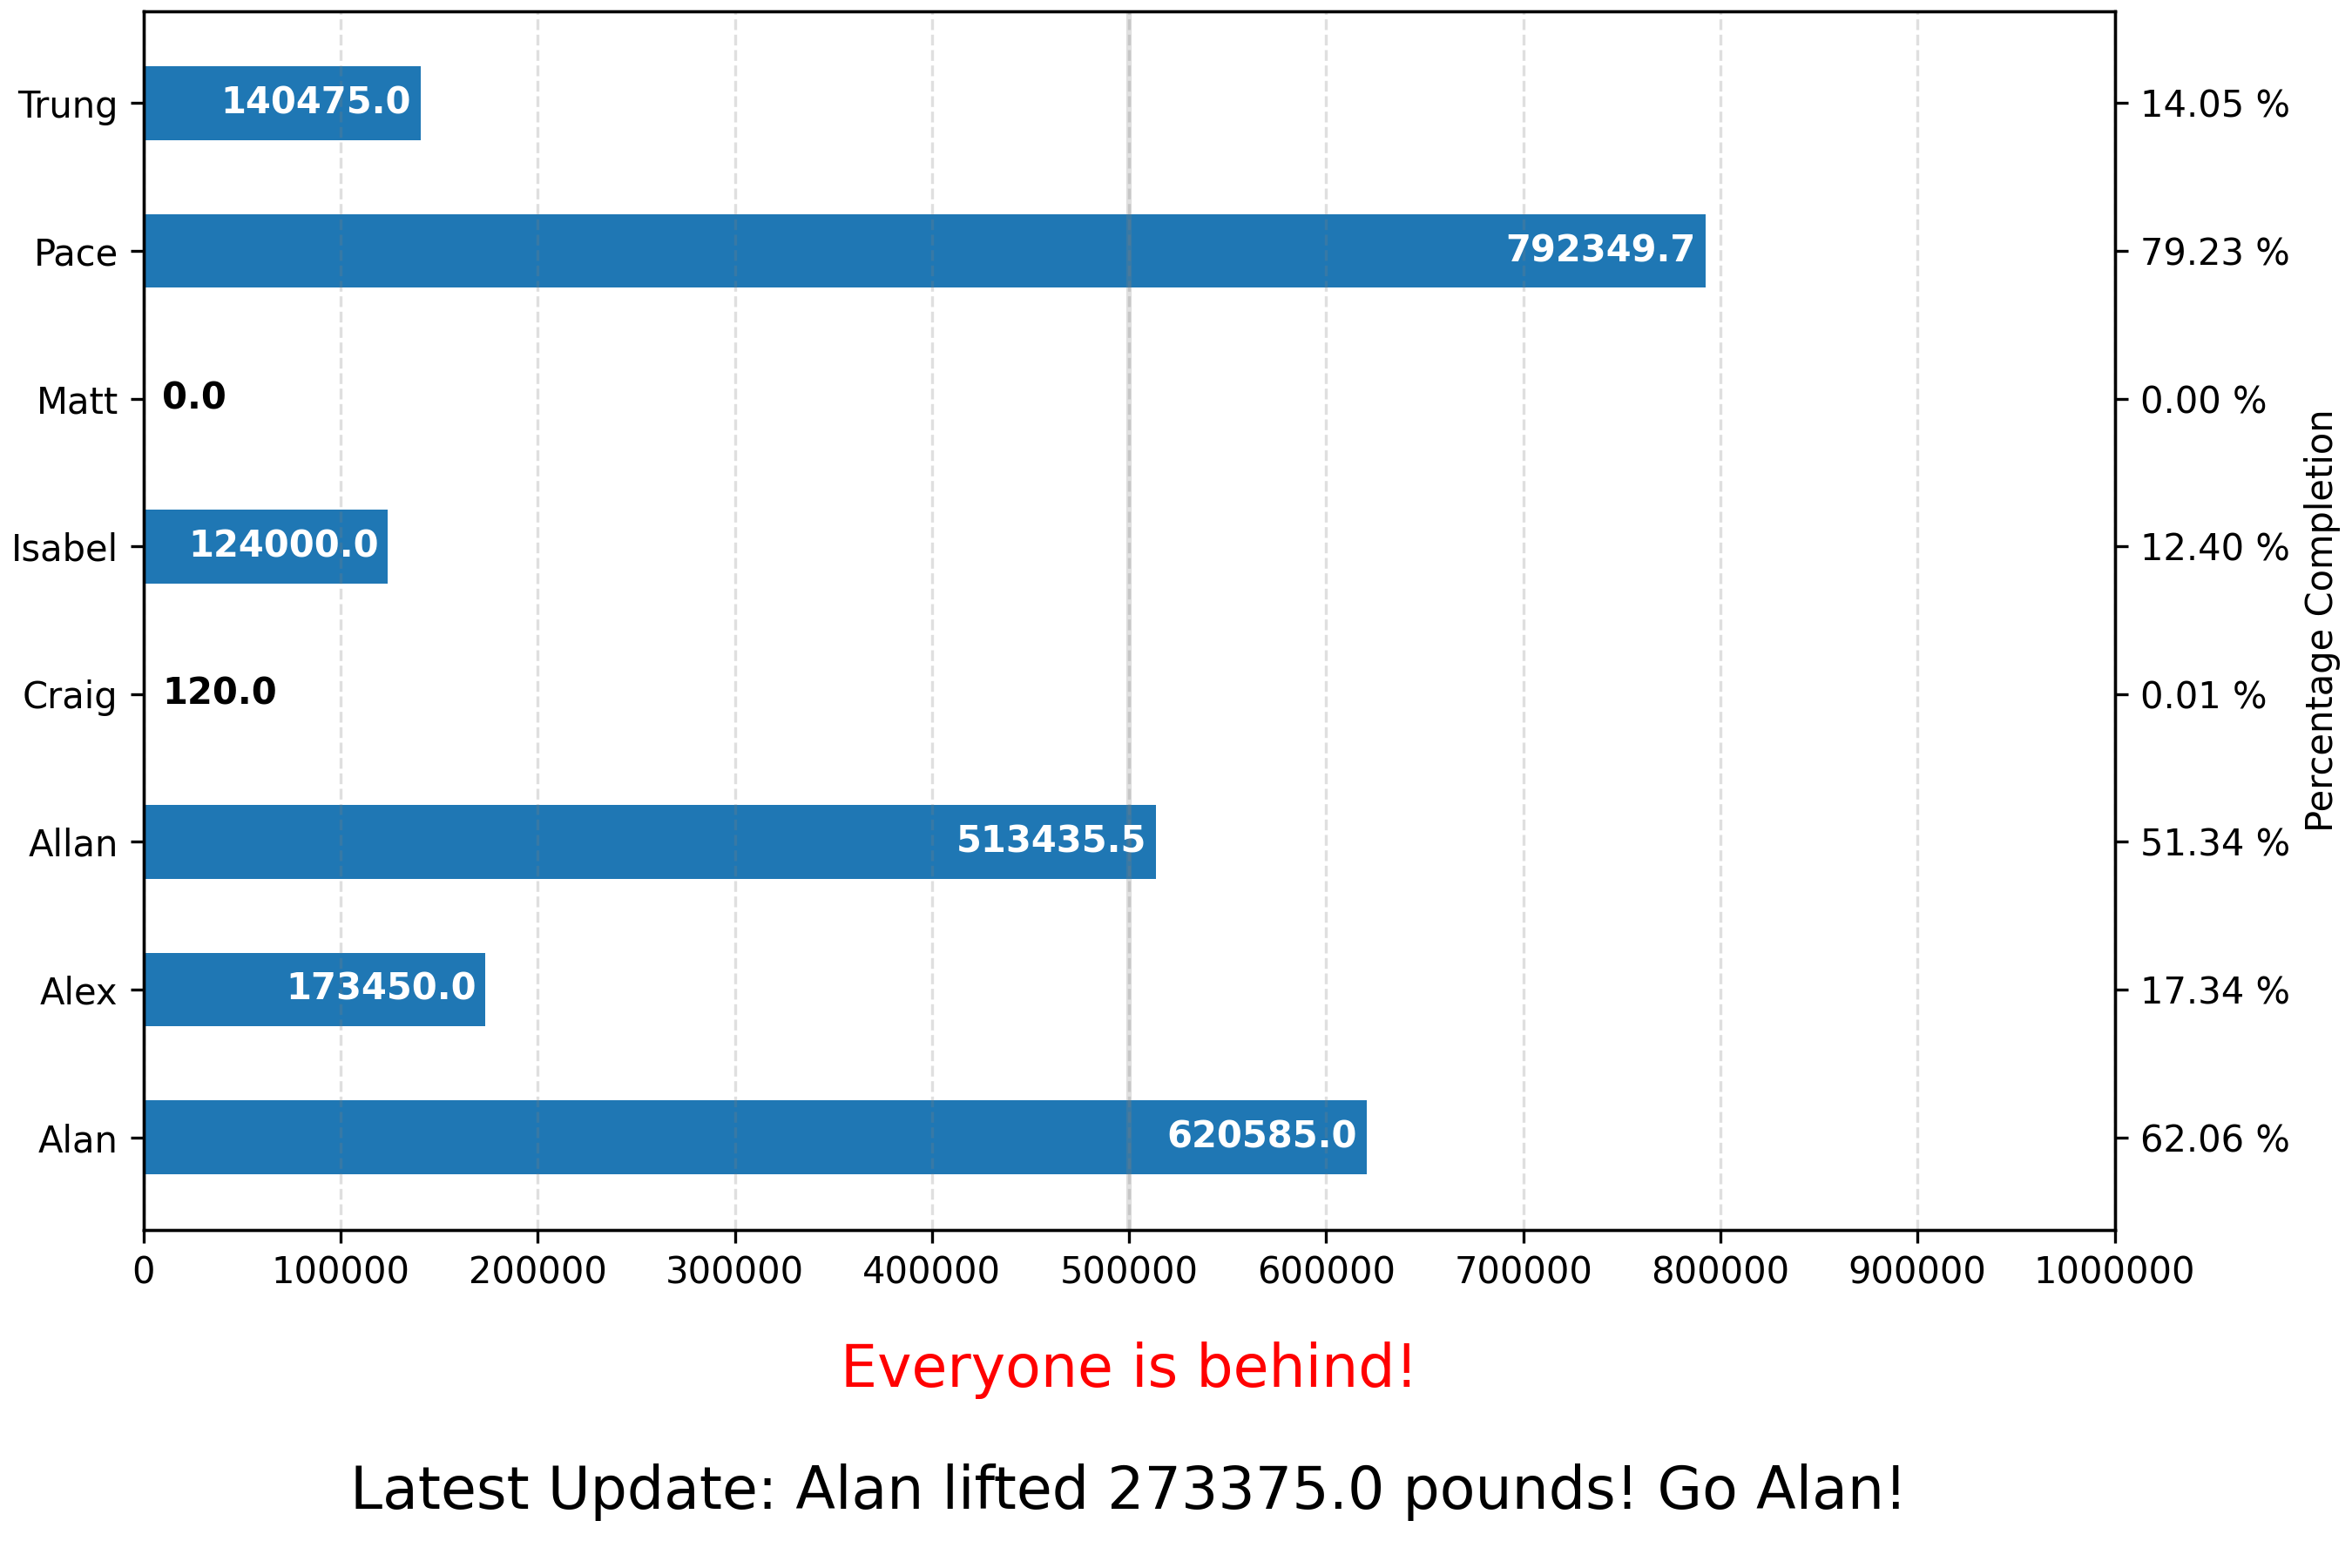 Trung 140475.0 14.05 %
Pace 792349.7 79.23 %
Matt 0.0 0.00 %
Isabel 124000.0 12.40 %
Craig 120.0 0.01 %
Allan 513435.5 51.34 %
Alex 173450.0 17.34 %
Alan 620585.0 62.06 %
Percentage Completion
0 100000 200000 300000 400000 500000 600000 700000 800000 900000 1000000
Everyone is behind!
Latest Update: Alan lifted 273375.0 pounds! Go Alan!